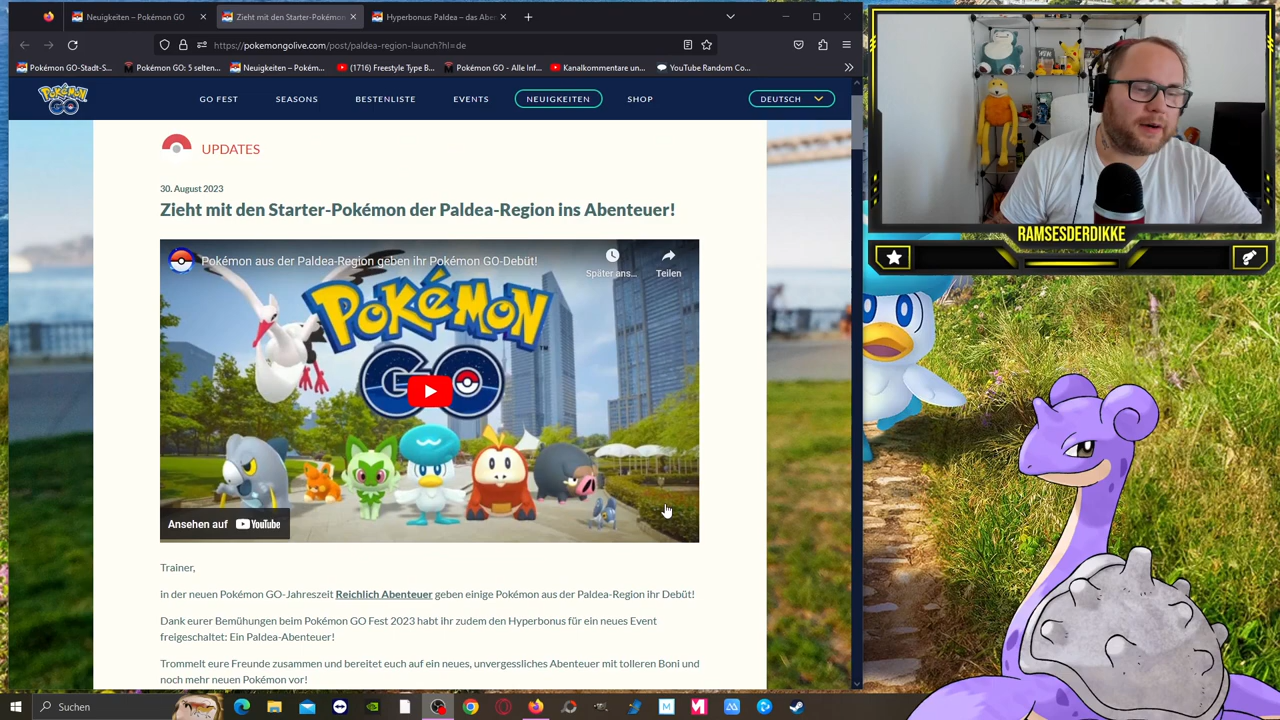 Neuigkeiten – Pokémon GO
Zieht mit den Starter-Pokémon
Hyperbonus: Paldea – das Aben
https://pokemongolive.com/post/paldea-region-launch?hl=de
Pokémon GO-Stadt-S...
Pokémon GO: 5 selten...
Neuigkeiten – Pokém...
Freestyle Type B...
Pokémon GO - Alle Inf...
Kanalkommentare un...
YouTube Random Co...
POKÉMON GO
GO FEST
SEASONS
BESTENLISTE
EVENTS
NEUIGKEITEN
SHOP
DEUTSCH
UPDATES
30. August 2023
Zieht mit den Starter-Pokémon der Paldea-Region ins Abenteuer!
Pokémon aus der Paldea-Region geben ihr Pokémon GO-Debüt!
Später ans...
Teilen
POKÉMON
GO
Ansehen auf YouTube
Trainer,
in der neuen Pokémon GO-Jahreszeit Reichlich Abenteuer geben einige Pokémon aus der Paldea-Region ihr Debüt!
Dank eurer Bemühungen beim Pokémon GO Fest 2023 habt ihr zudem den Hyperbonus für ein neues Event
freigeschaltet: Ein Paldea-Abenteuer!
Trommelt eure Freunde zusammen und bereitet euch auf ein neues, unvergessliches Abenteuer mit tolleren Boni und
noch mehr neuen Pokémon vor!
RAMSESDERDIKKE
Suchen